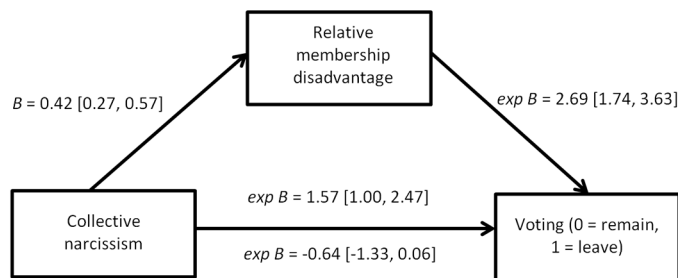 Relative
membership
disadvantage
B = 0.42 [0.27, 0.57]
exp B = 2.69 [1.74, 3.63]
Collective
narcissism
exp B = 1.57 [1.00, 2.47]
exp B = -0.64 [-1.33, 0.06]
Voting (0 = remain,
1 = leave)